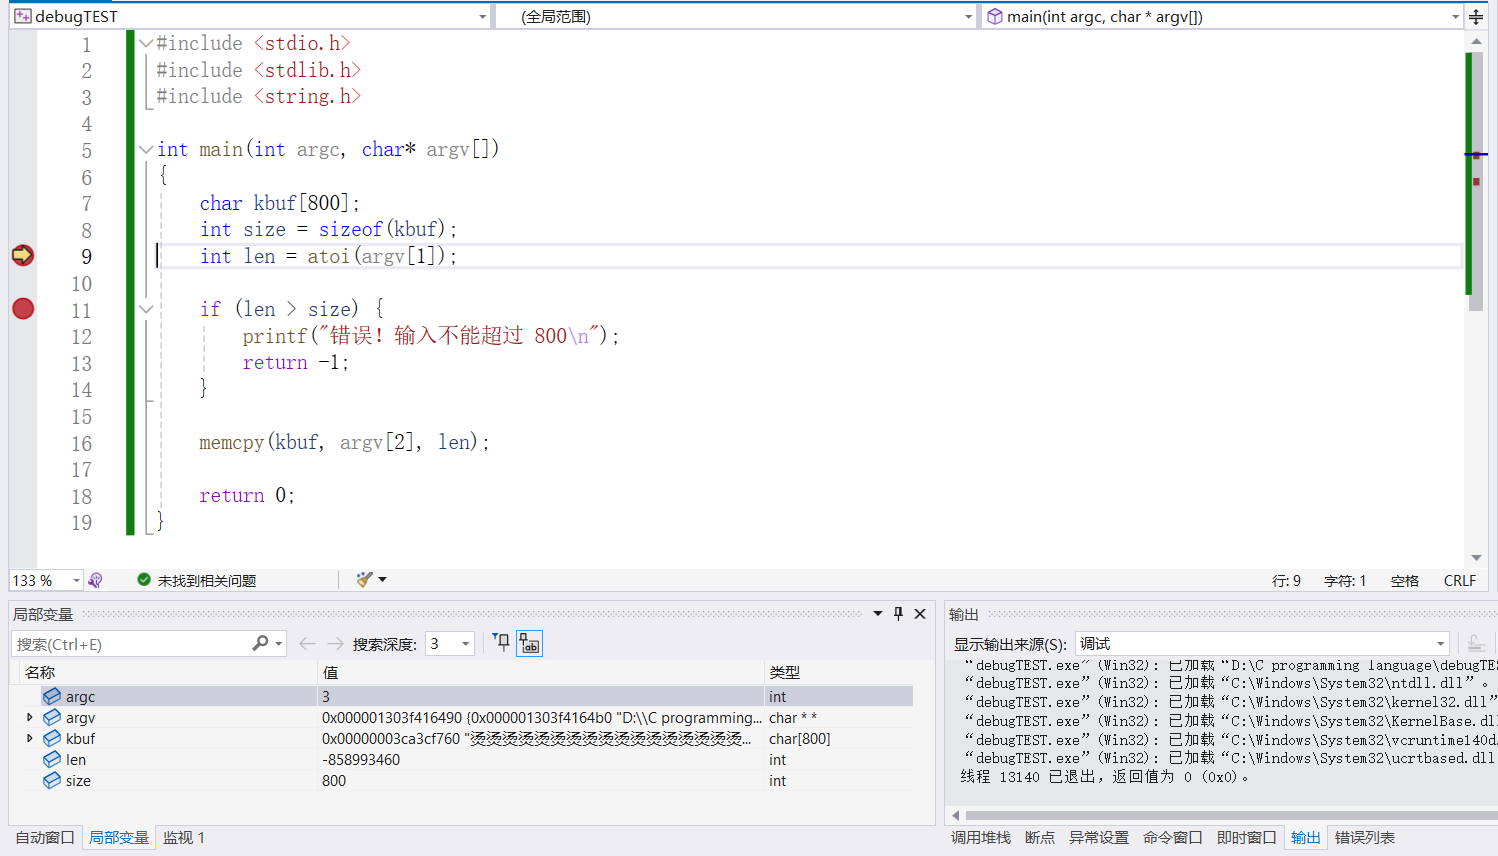 debugTEST (全局范围) main(int argc, char * argv[])
1 #include <stdio.h>
2 #include <stdlib.h>
3 #include <string.h>
4
5 int main(int argc, char* argv[])
6 {
7 char kbuf[800];
8 int size = sizeof(kbuf);
9 int len = atoi(argv[1]);
10
11 if (len > size) {
12 printf("错误! 输入不能超过 800\n");
13 return -1;
14 }
15
16 memcpy(kbuf, argv[2], len);
17
18 return 0;
19 }
133 % 未找到相关问题 行: 9 字符: 1 空格 CRLF
局部变量
搜索(Ctrl+E) 搜索深度: 3
名称 值 类型
argc 3 int
argv 0x000001303f416490 {0x000001303f4164b0 "D:\\C programming... char * *
kbuf 0x00000003ca3cf760 "烫烫烫烫烫烫烫烫烫烫烫烫烫烫烫烫烫... char[800]
len -858993460 int
size 800 int
自动窗口 局部变量 监视 1
输出
显示输出来源(S): 调试
“debugTEST.exe”(Win32): 已加载“D:\C programming language\debugTES
“debugTEST.exe”(Win32): 已加载“C:\Windows\System32\ntdll.dll”。
“debugTEST.exe”(Win32): 已加载“C:\Windows\System32\kernel32.dll”
“debugTEST.exe”(Win32): 已加载“C:\Windows\System32\KernelBase.dll
“debugTEST.exe”(Win32): 已加载“C:\Windows\System32\vcruntime140d.
“debugTEST.exe”(Win32): 已加载“C:\Windows\System32\ucrtbased.dll
线程 13140 已退出，返回值为 0 (0x0)。
调用堆栈 断点 异常设置 命令窗口 即时窗口 输出 错误列表